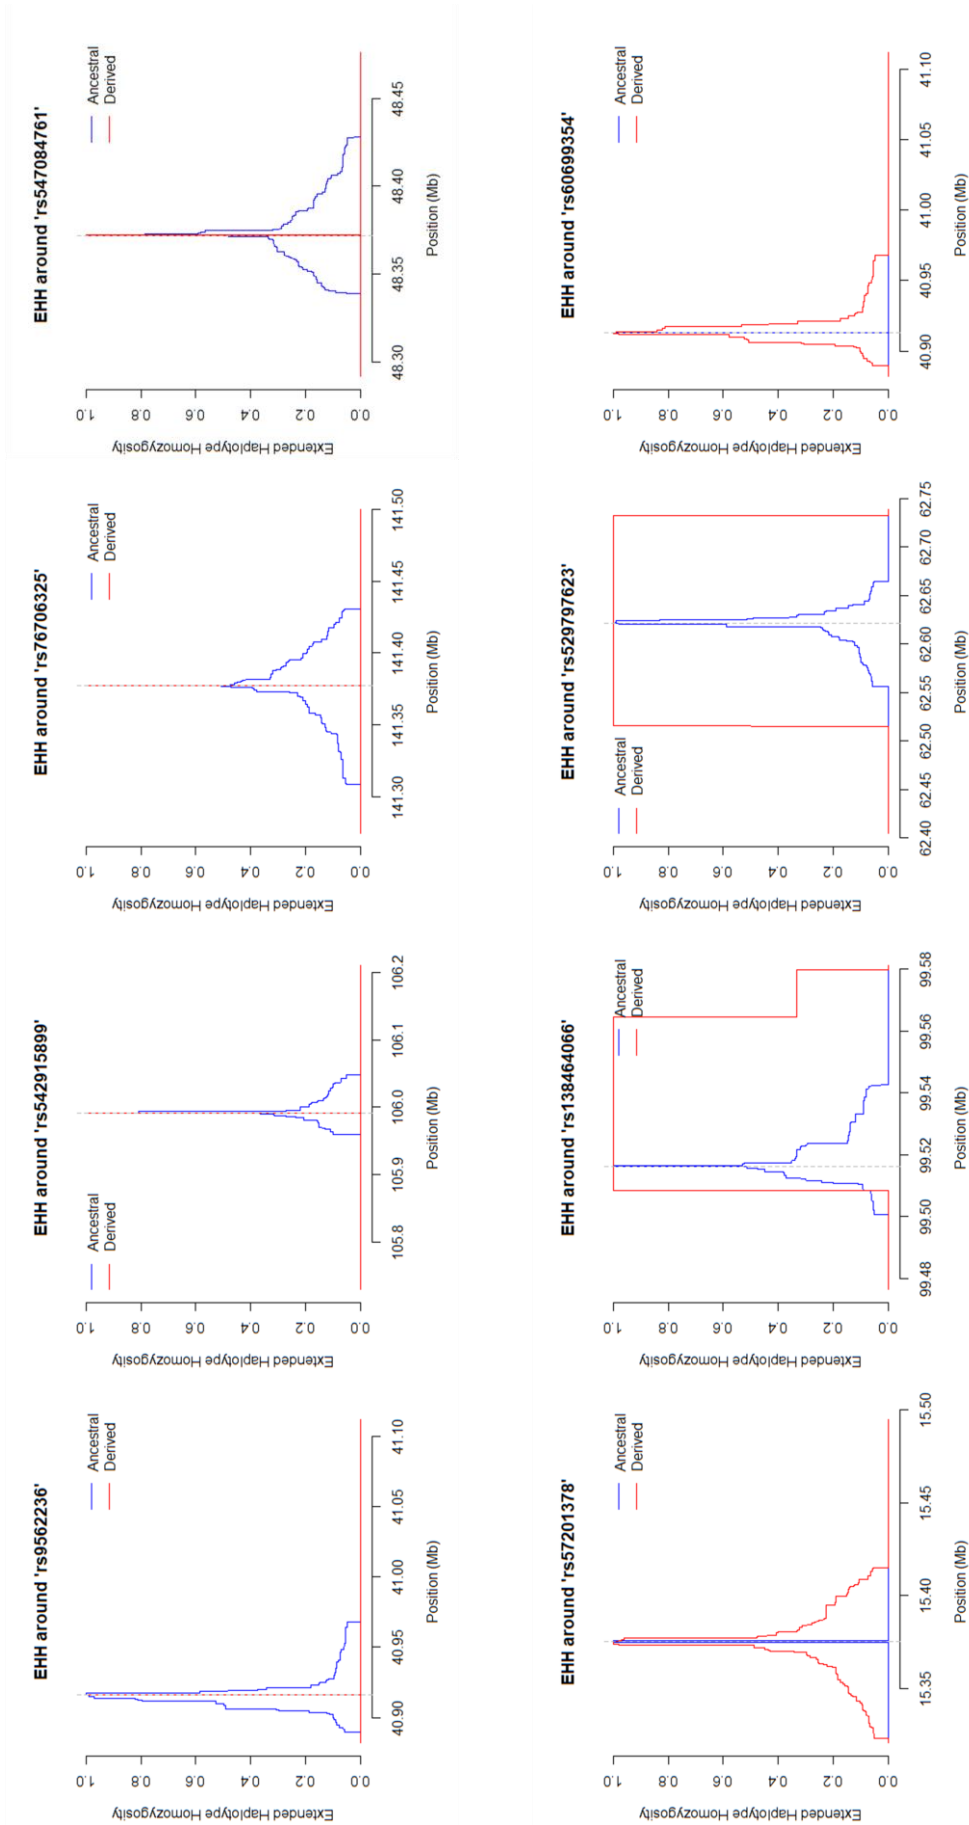 EHH around 'rs9562236'
Ancestral
Derived
Extended Haplotype Homozygosity
1.0
0.8
0.6
0.4
0.2
0.0
40.90 40.95 41.00 41.05 41.10
Position (Mb)
EHH around 'rs542915899'
Ancestral
Derived
Extended Haplotype Homozygosity
1.0
0.8
0.6
0.4
0.2
0.0
105.8 105.9 106.0 106.1 106.2
Position (Mb)
EHH around 'rs76706325'
Ancestral
Derived
Extended Haplotype Homozygosity
1.0
0.8
0.6
0.4
0.2
0.0
141.30 141.35 141.40 141.45 141.50
Position (Mb)
EHH around 'rs547084761'
Ancestral
Derived
Extended Haplotype Homozygosity
1.0
0.8
0.6
0.4
0.2
0.0
48.30 48.35 48.40 48.45
Position (Mb)
EHH around 'rs57201378'
Ancestral
Derived
Extended Haplotype Homozygosity
1.0
0.8
0.6
0.4
0.2
0.0
15.35 15.40 15.45 15.50
Position (Mb)
EHH around 'rs138464066'
Ancestral
Derived
Extended Haplotype Homozygosity
1.0
0.8
0.6
0.4
0.2
0.0
99.48 99.50 99.52 99.54 99.56 99.58
Position (Mb)
EHH around 'rs529797623'
Ancestral
Derived
Extended Haplotype Homozygosity
1.0
0.8
0.6
0.4
0.2
0.0
62.40 62.45 62.50 62.55 62.60 62.65 62.70 62.75
Position (Mb)
EHH around 'rs60699354'
Ancestral
Derived
Extended Haplotype Homozygosity
1.0
0.8
0.6
0.4
0.2
0.0
40.90 40.95 41.00 41.05 41.10
Position (Mb)